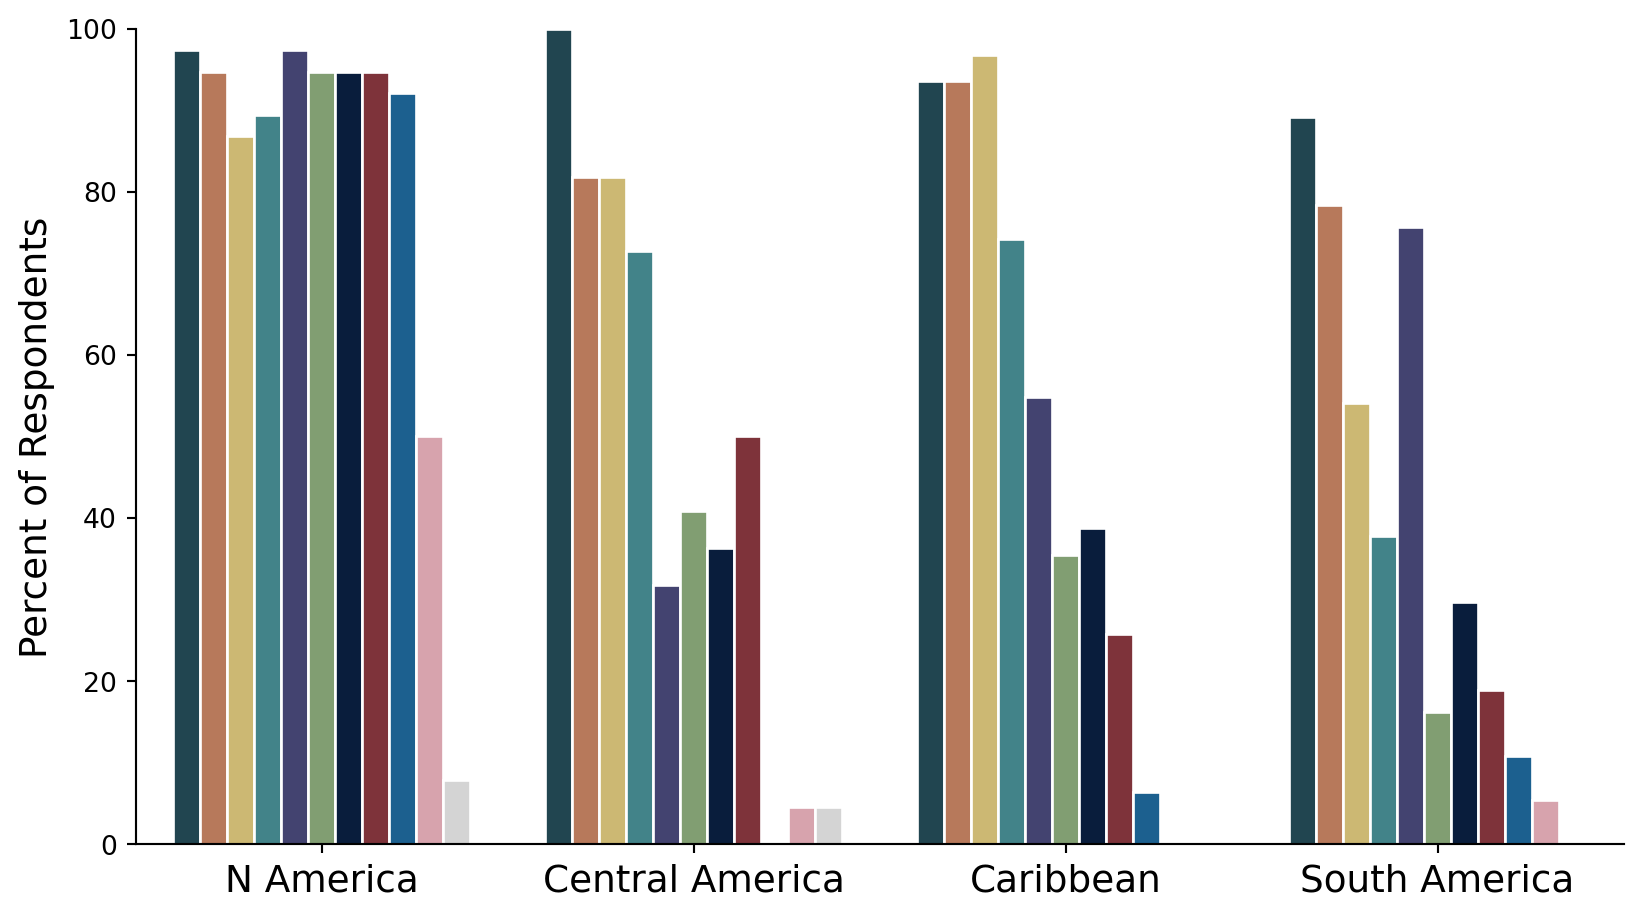 Percent of Respondents
100
80
60
40
20
0
N America
Central America
Caribbean
South America